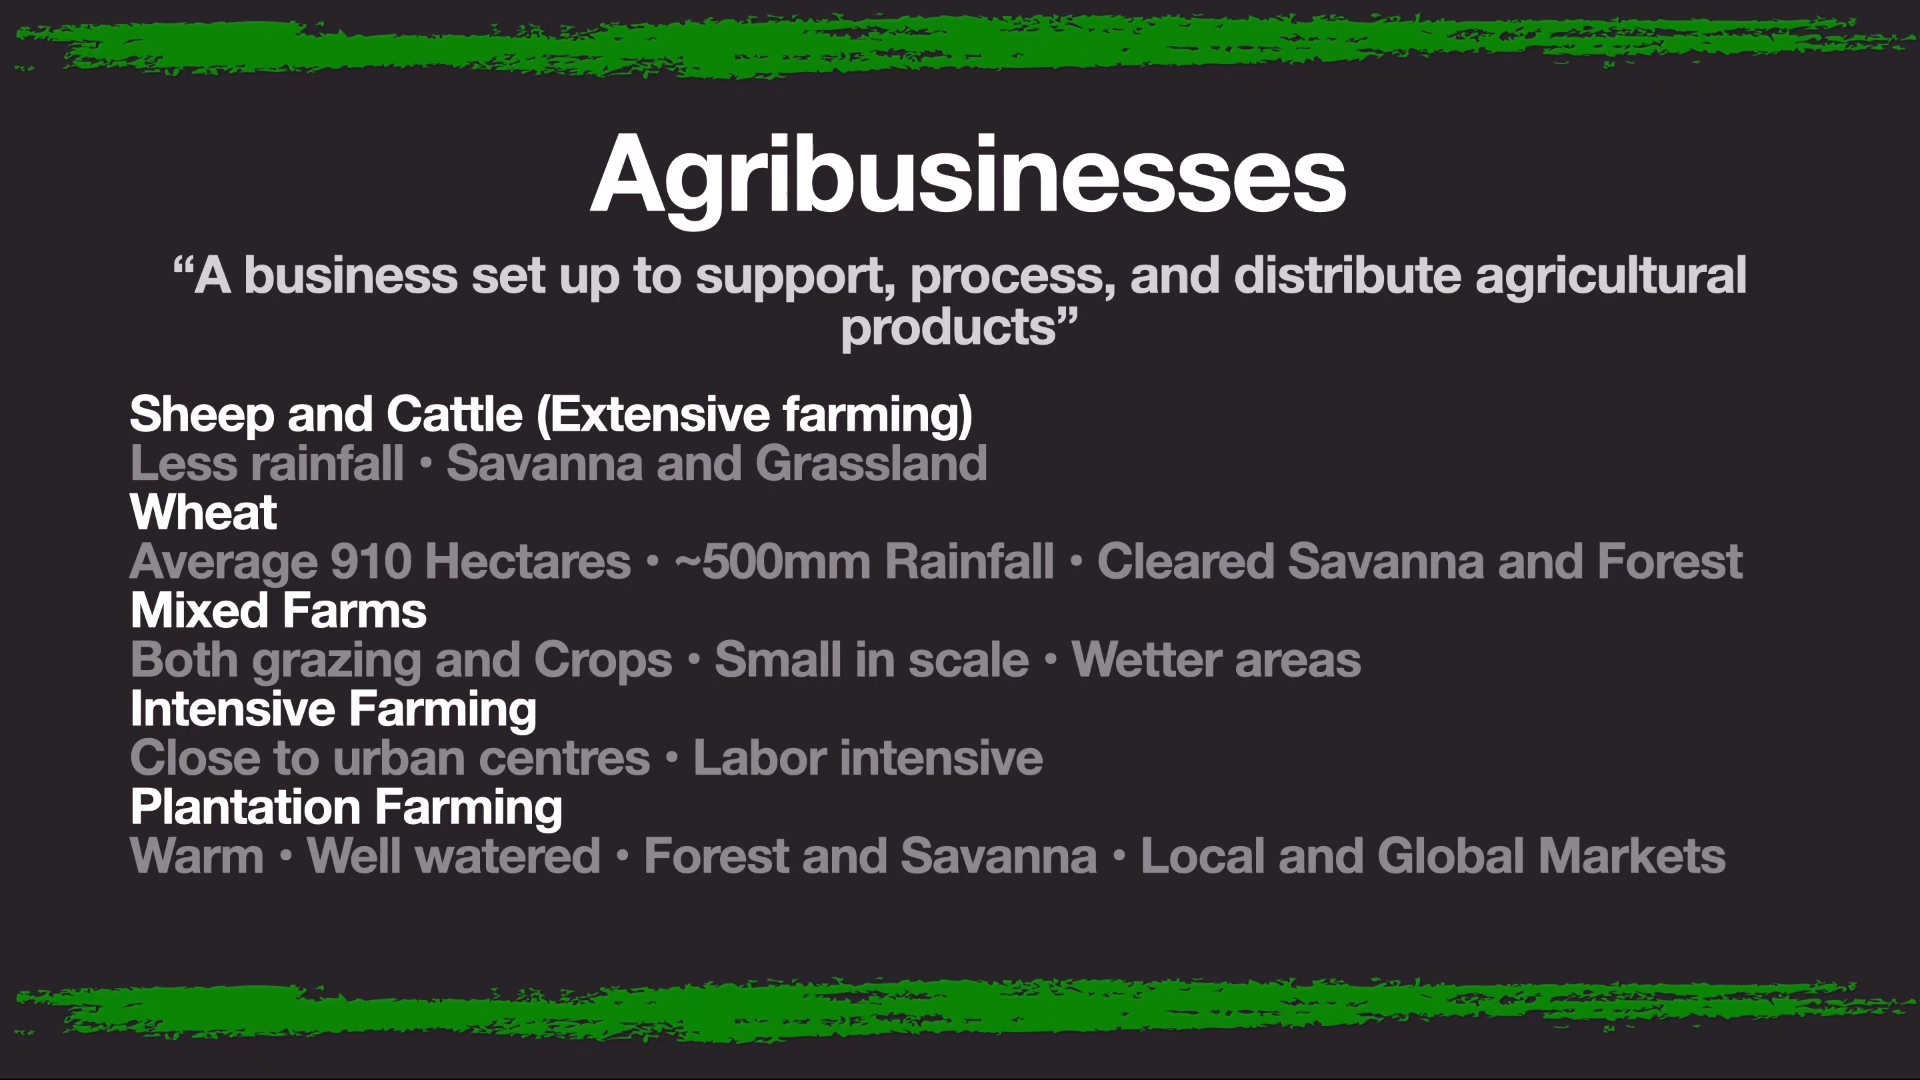 Agribusinesses
“A business set up to support, process, and distribute agricultural
products”
Sheep and Cattle (Extensive farming)
Less rainfall • Savanna and Grassland
Wheat
Average 910 Hectares • ~500mm Rainfall • Cleared Savanna and Forest
Mixed Farms
Both grazing and Crops • Small in scale • Wetter areas
Intensive Farming
Close to urban centres • Labor intensive
Plantation Farming
Warm • Well watered • Forest and Savanna • Local and Global Markets